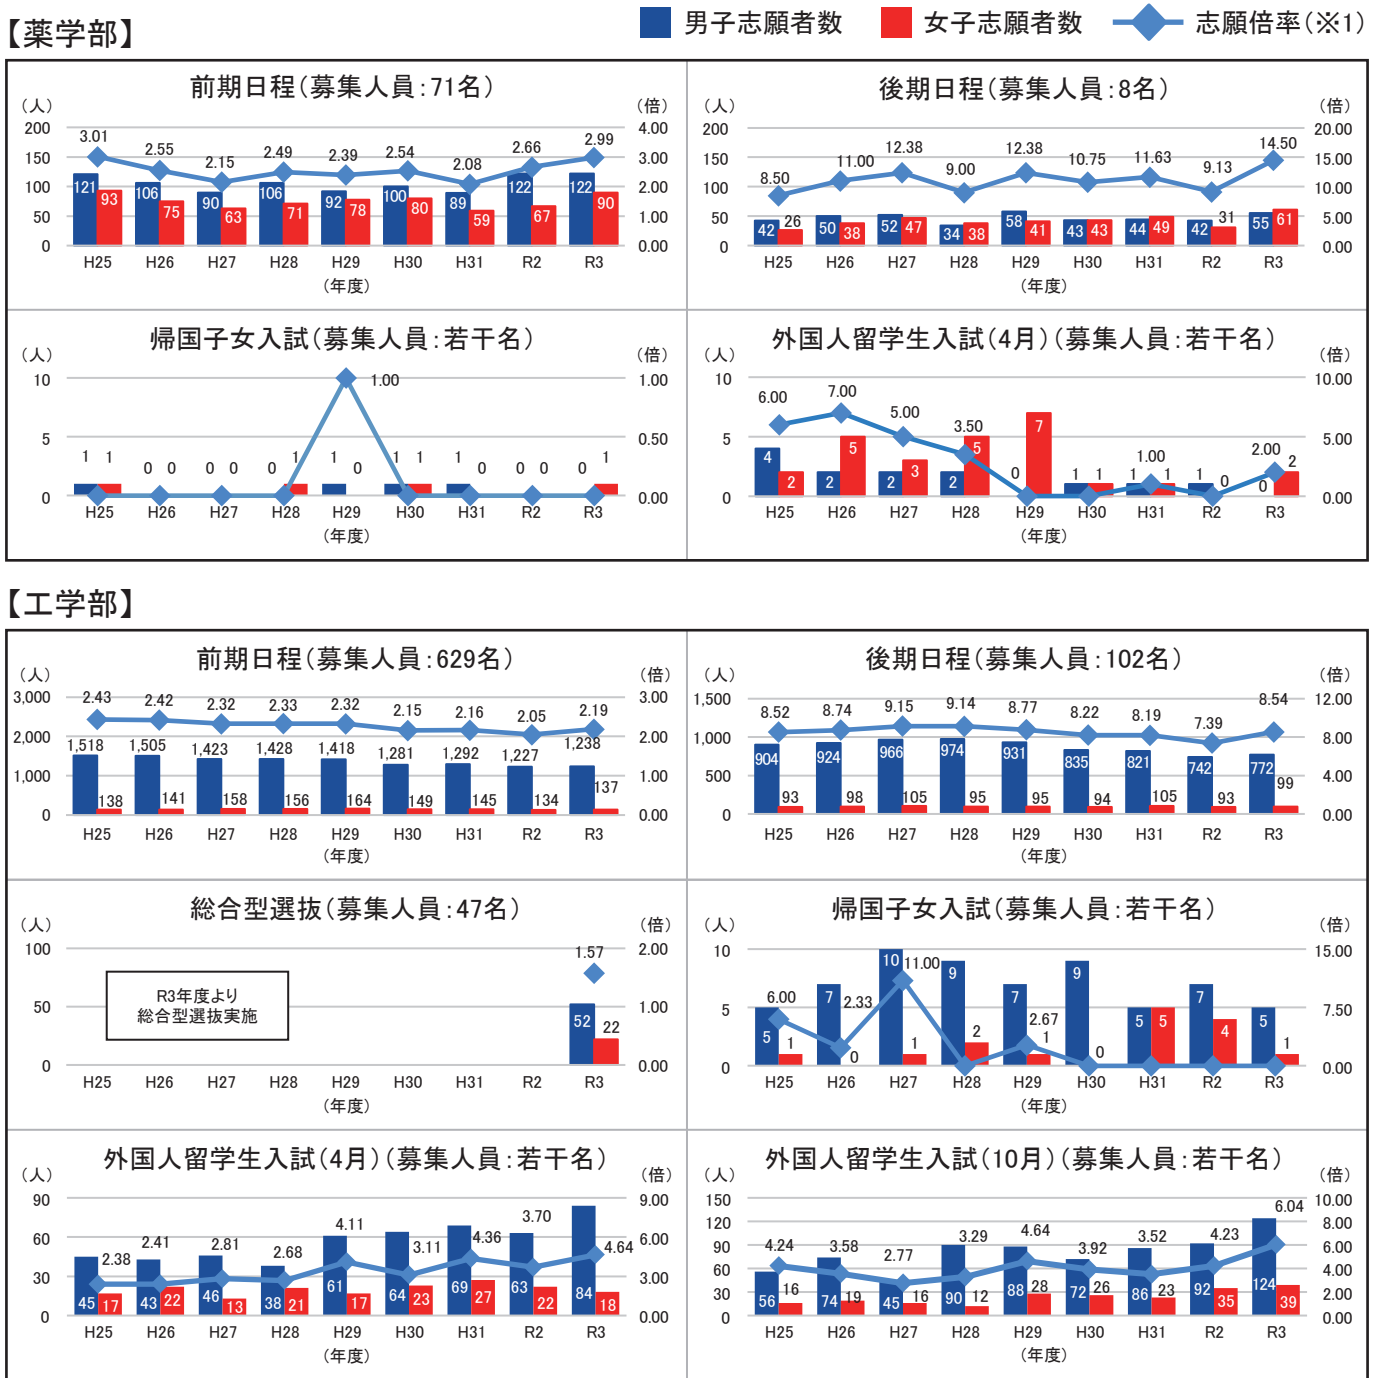 【薬学部】
男子志願者数 女子志願者数 志願倍率(※1)
前期日程(募集人員:71名)
(人) (倍)
200 4.00
150 3.00
100 2.00
50 1.00
0 0.00
3.01 2.55 2.15 2.49 2.39 2.54 2.08 2.66 2.99
121 93 106 75 90 63 106 71 92 78 100 80 89 59 122 67 122 90
H25 H26 H27 H28 H29 H30 H31 R2 R3
(年度)
後期日程(募集人員:8名)
(人) (倍)
200 20.00
150 15.00
100 10.00
50 5.00
0 0.00
8.50 11.00 12.38 9.00 12.38 10.75 11.63 9.13 14.50
42 26 50 38 52 47 34 38 58 41 43 43 44 49 42 31 55 61
H25 H26 H27 H28 H29 H30 H31 R2 R3
(年度)
帰国子女入試(募集人員:若干名)
(人) (倍)
10 1.00
5 0.50
0 0.00
1.00
1 1 0 0 0 0 0 1 1 0 1 1 1 0 0 0 0 1
H25 H26 H27 H28 H29 H30 H31 R2 R3
(年度)
外国人留学生入試(4月)(募集人員:若干名)
(人) (倍)
10 10.00
5 5.00
0 0.00
6.00 7.00 5.00 3.50 1.00 2.00
4 2 2 5 2 3 2 5 0 7 1 1 1 1 1 0 0 2
H25 H26 H27 H28 H29 H30 H31 R2 R3
(年度)
【工学部】
前期日程(募集人員:629名)
(人) (倍)
3,000 3.00
2,000 2.00
1,000 1.00
0 0.00
2.43 2.42 2.32 2.33 2.32 2.15 2.16 2.05 2.19
1,518 138 1,505 141 1,423 158 1,428 156 1,418 164 1,281 149 1,292 145 1,227 134 1,238 137
H25 H26 H27 H28 H29 H30 H31 R2 R3
(年度)
後期日程(募集人員:102名)
(人) (倍)
1,500 12.00
1,000 8.00
500 4.00
0 0.00
8.52 8.74 9.15 9.14 8.77 8.22 8.19 7.39 8.54
904 93 924 98 966 105 974 95 931 95 835 94 821 105 742 93 772 99
H25 H26 H27 H28 H29 H30 H31 R2 R3
(年度)
総合型選抜(募集人員:47名)
(人) (倍)
100 2.00
50 1.00
0 0.00
R3年度より
総合型選抜実施
1.57
52 22
H25 H26 H27 H28 H29 H30 H31 R2 R3
(年度)
帰国子女入試(募集人員:若干名)
(人) (倍)
10 15.00
5 7.50
0 0.00
6.00 2.33 11.00 2.67
5 1 7 0 10 1 9 2 7 1 9 0 5 5 7 4 5 1
H25 H26 H27 H28 H29 H30 H31 R2 R3
(年度)
外国人留学生入試(4月)(募集人員:若干名)
(人) (倍)
90 9.00
60 6.00
30 3.00
0 0.00
2.38 2.41 2.81 2.68 4.11 3.11 4.36 3.70 4.64
45 17 43 22 46 13 38 21 61 17 64 23 69 27 63 22 84 18
H25 H26 H27 H28 H29 H30 H31 R2 R3
(年度)
外国人留学生入試(10月)(募集人員:若干名)
(人) (倍)
150 10.00
120 8.00
90 6.00
60 4.00
30 2.00
0 0.00
4.24 3.58 2.77 3.29 4.64 3.92 3.52 4.23 6.04
56 16 74 19 45 16 90 12 88 28 72 26 86 23 92 35 124 39
H25 H26 H27 H28 H29 H30 H31 R2 R3
(年度)